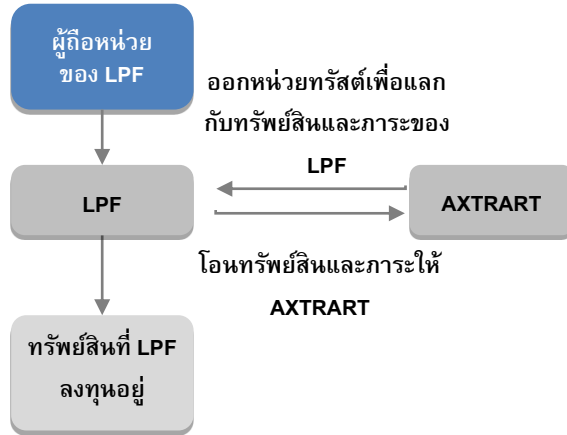 ผู้ถือหน่วย
ของ LPF
ออกหน่วยทรัสต์เพื่อแลก
กับทรัพย์สินและภาระของ
LPF
LPF
AXTRART
โอนทรัพย์สินและภาระให้
AXTRART
ทรัพย์สินที่ LPF
ลงทุนอยู่